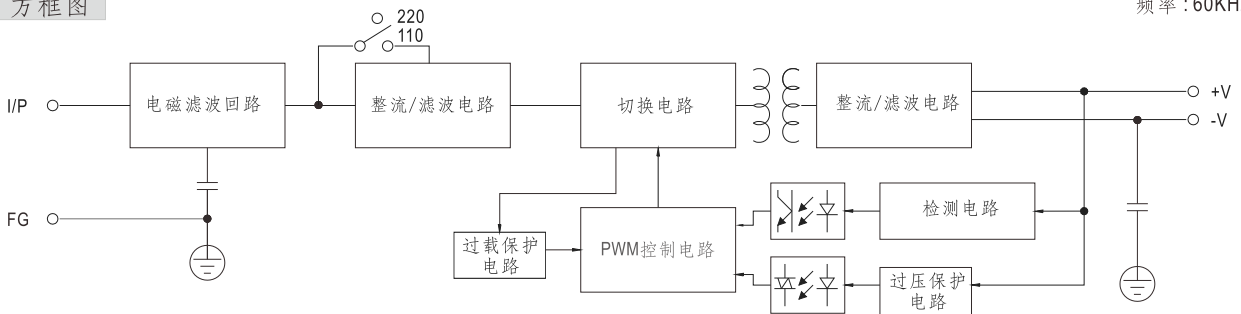 方框图
频率:60KH
220
110
I/P
电磁滤波回路
整流/滤波电路
切换电路
整流/滤波电路
+V
-V
FG
过载保护
电路
PWM控制电路
检测电路
过压保护
电路